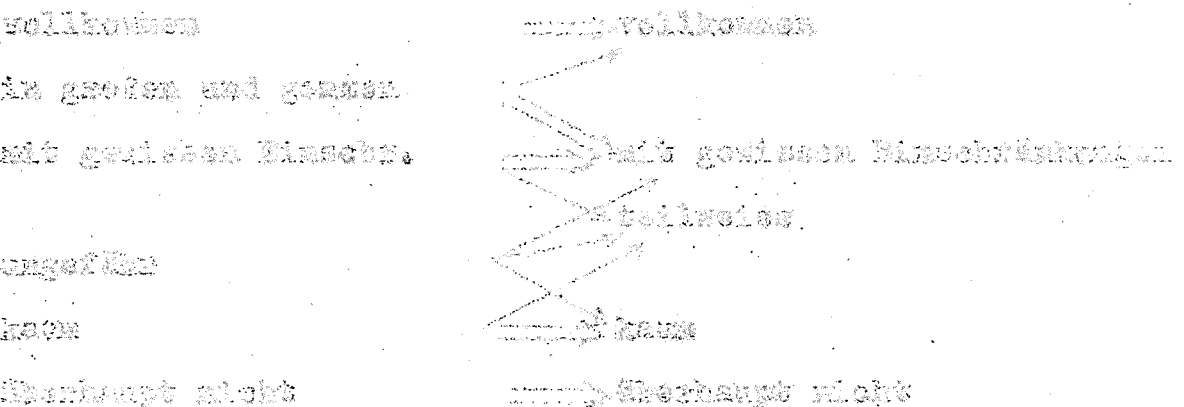 vollkommen vollkommen
im großen und ganzen
mit gewissen Einschr. mit gewissen Einschränkungen
teilweise
ungefähr
kaum kaum
überhaupt nicht überhaupt nicht